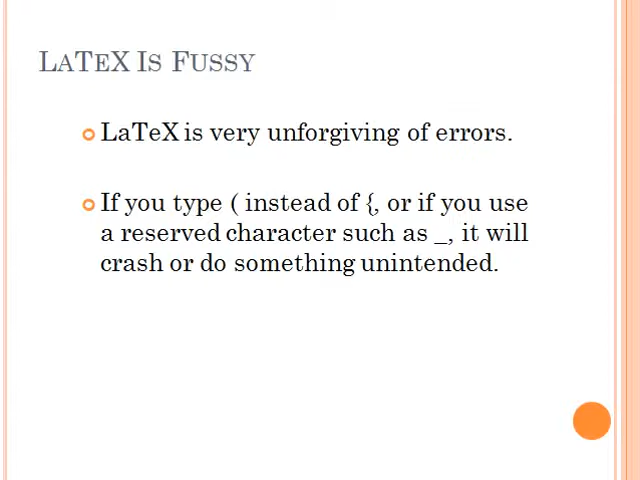 LaTeX Is Fussy
LaTeX is very unforgiving of errors.
If you type ( instead of {, or if you use
a reserved character such as _, it will
crash or do something unintended.